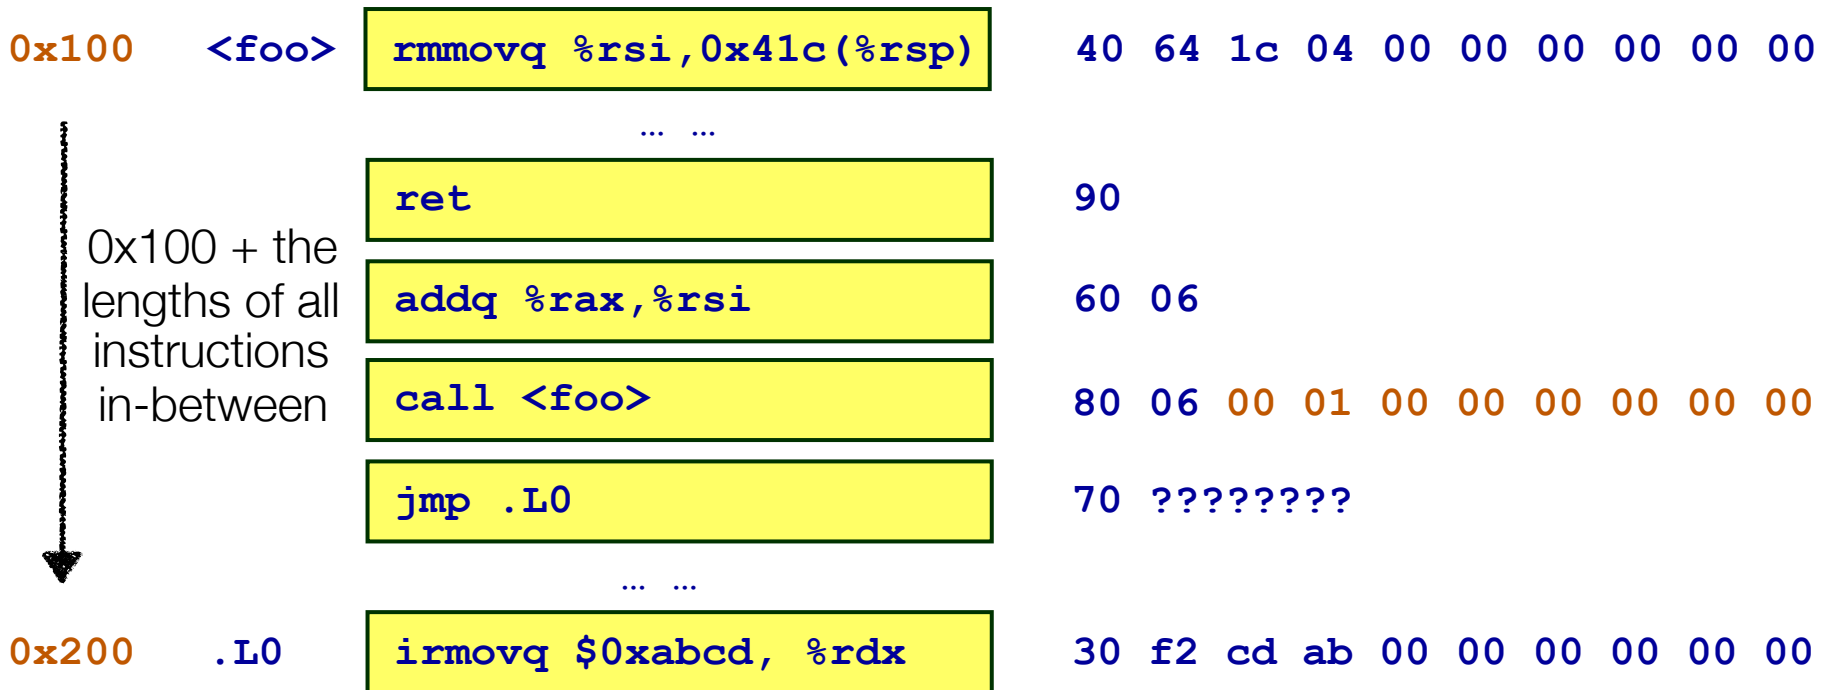 0x100 <foo> rmmovq %rsi,0x41c(%rsp) 40 64 1c 04 00 00 00 00 00 00
… …
ret 90
0x100 + the
lengths of all
instructions
in-between
addq %rax,%rsi 60 06
call <foo> 80 06 00 01 00 00 00 00 00 00
jmp .L0 70 ????????
… …
0x200 .L0 irmovq $0xabcd, %rdx 30 f2 cd ab 00 00 00 00 00 00